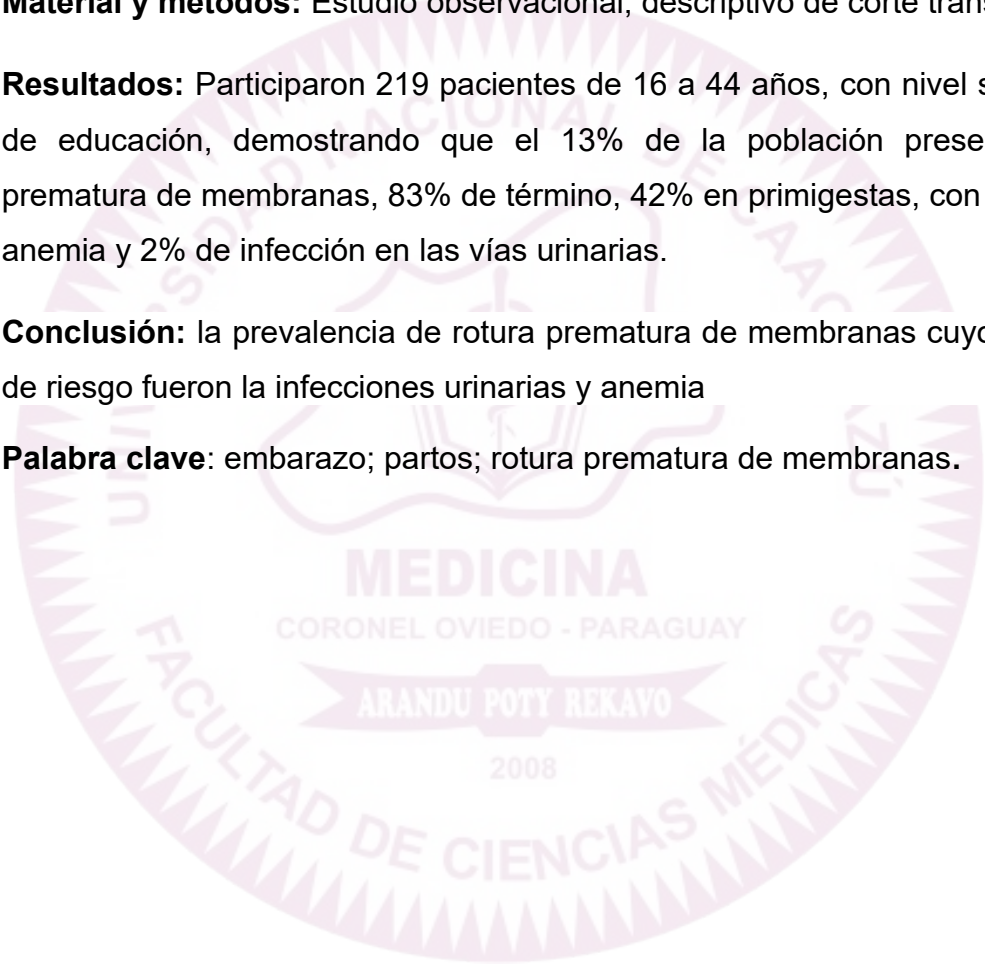 Material y métodos: Estudio observacional, descriptivo de corte trans
Resultados: Participaron 219 pacientes de 16 a 44 años, con nivel s
de educación, demostrando que el 13% de la población prese
prematura de membranas, 83% de término, 42% en primigestas, con
anemia y 2% de infección en las vías urinarias.
Conclusión: la prevalencia de rotura prematura de membranas cuyo
de riesgo fueron la infecciones urinarias y anemia
Palabra clave: embarazo; partos; rotura prematura de membranas.
MEDICINA
CORONEL OVIEDO - PARAGUAY
ARANDU POTY REKAVO
2008
FACULTAD DE CIENCIAS MÉDICAS